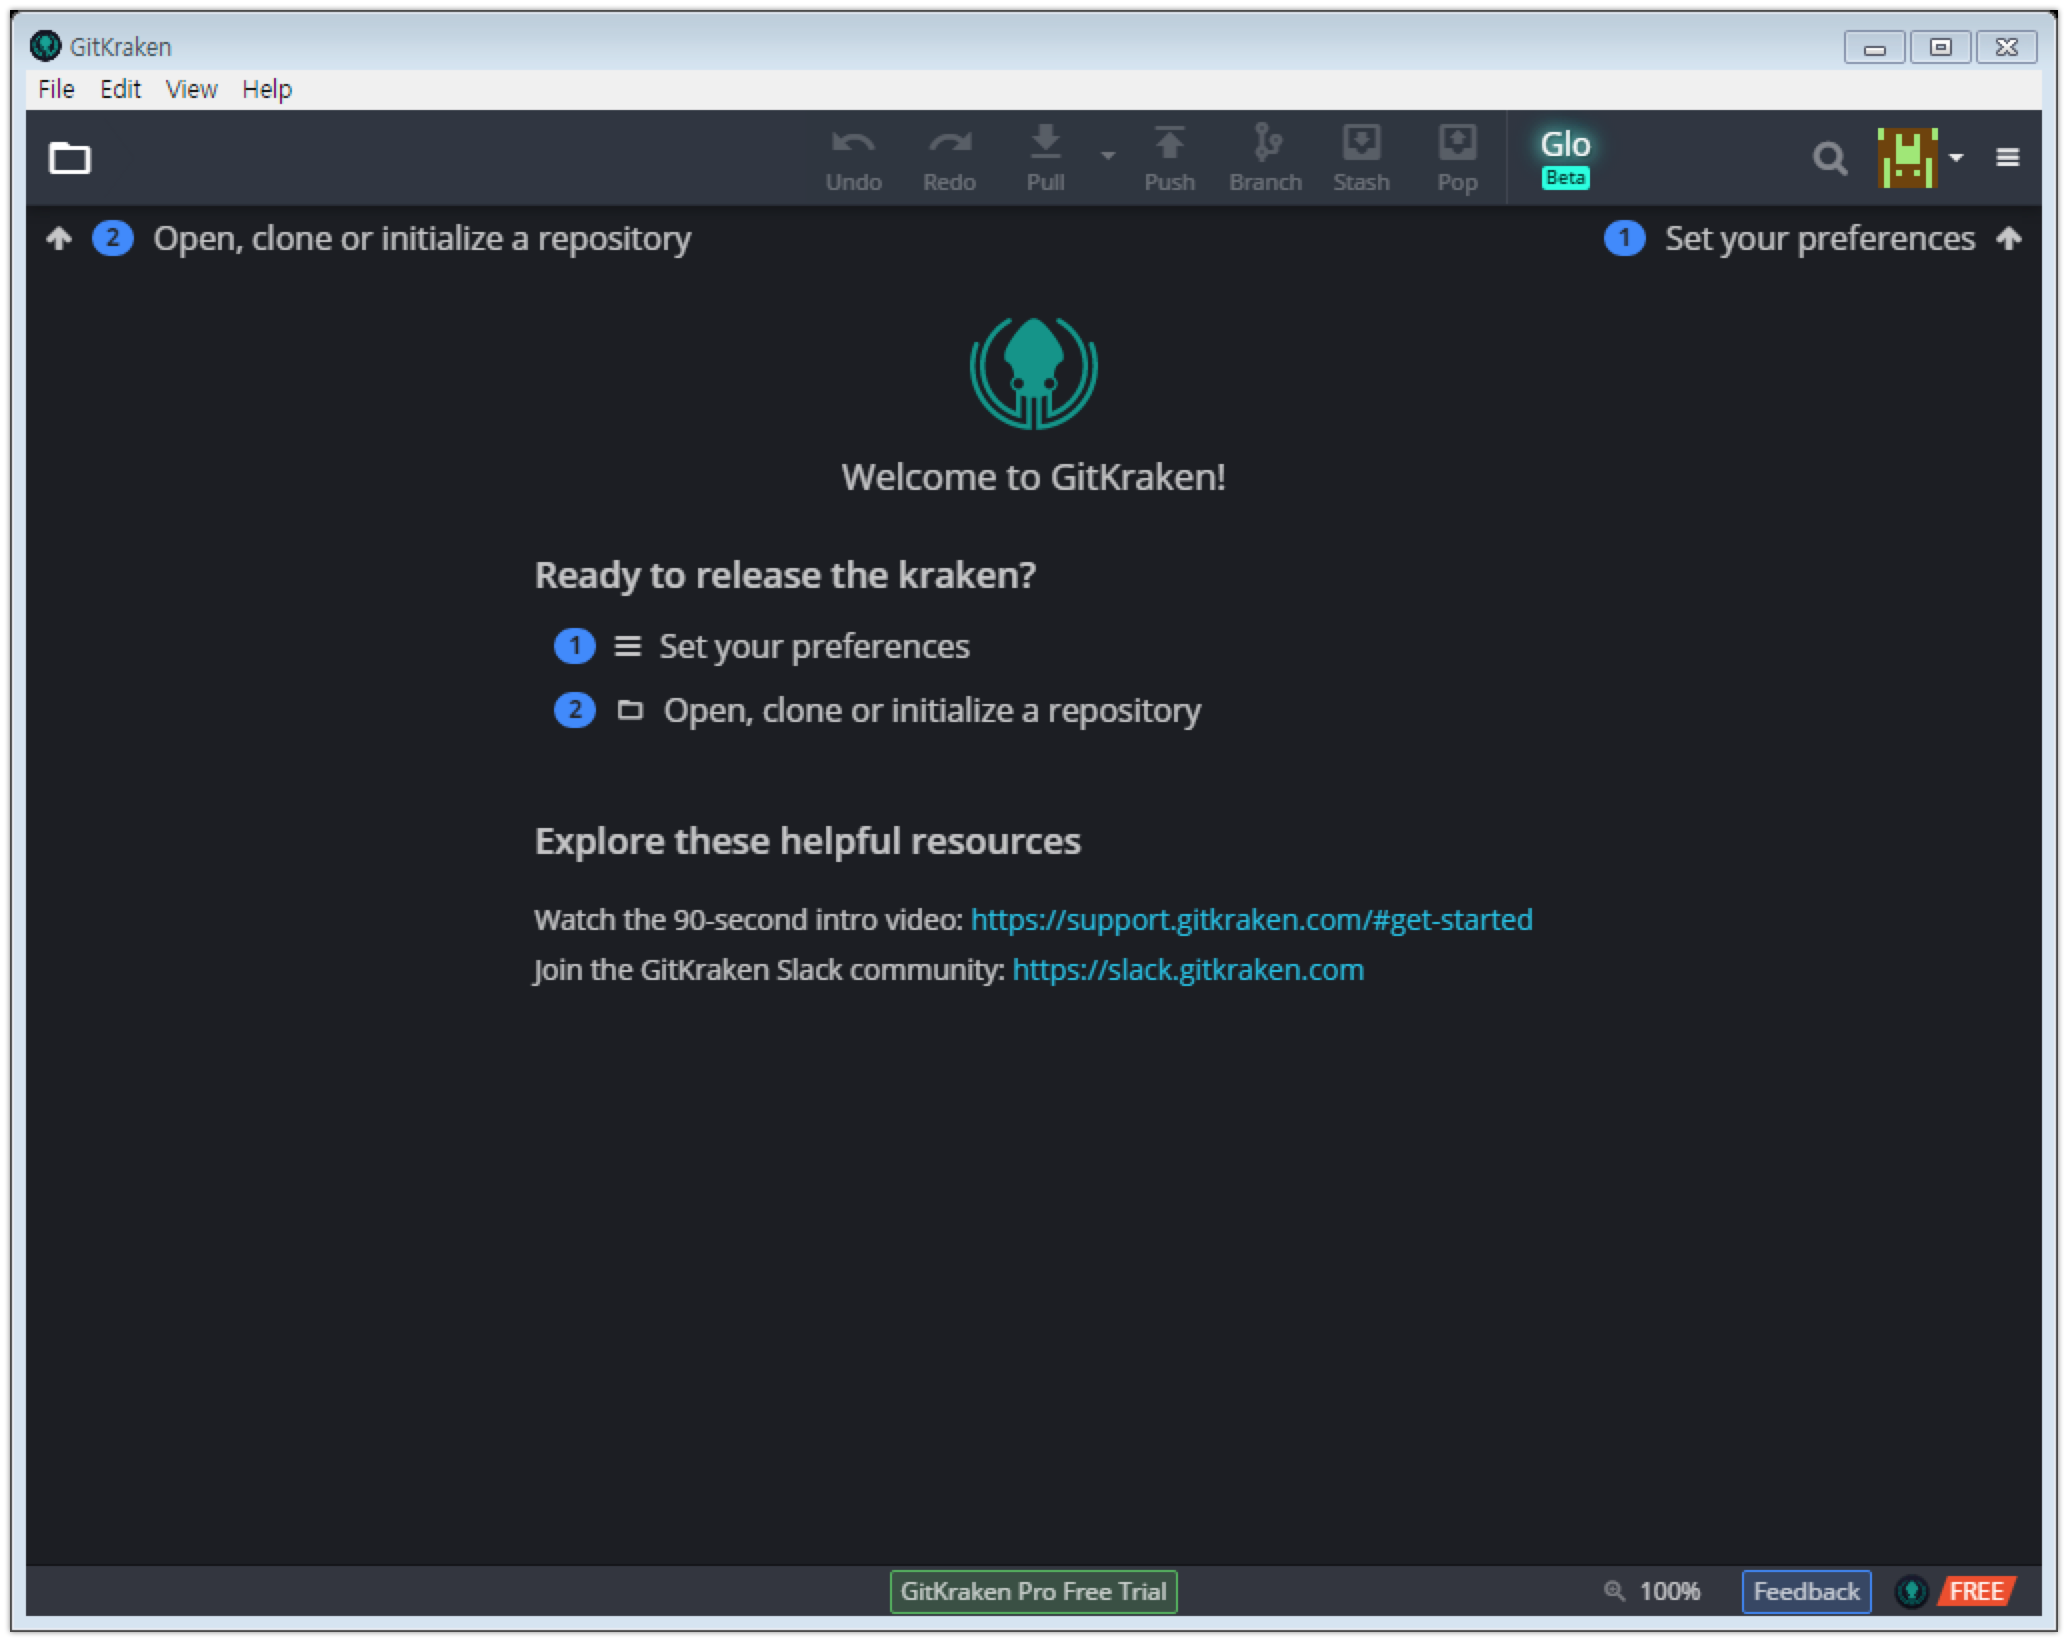 GitKraken
File Edit View Help
Undo Redo Pull Push Branch Stash Pop Glo
Beta
2 Open, clone or initialize a repository
1 Set your preferences
Welcome to GitKraken!
Ready to release the kraken?
1 Set your preferences
2 Open, clone or initialize a repository
Explore these helpful resources
Watch the 90-second intro video: https://support.gitkraken.com/#get-started
Join the GitKraken Slack community: https://slack.gitkraken.com
GitKraken Pro Free Trial
100% Feedback FREE